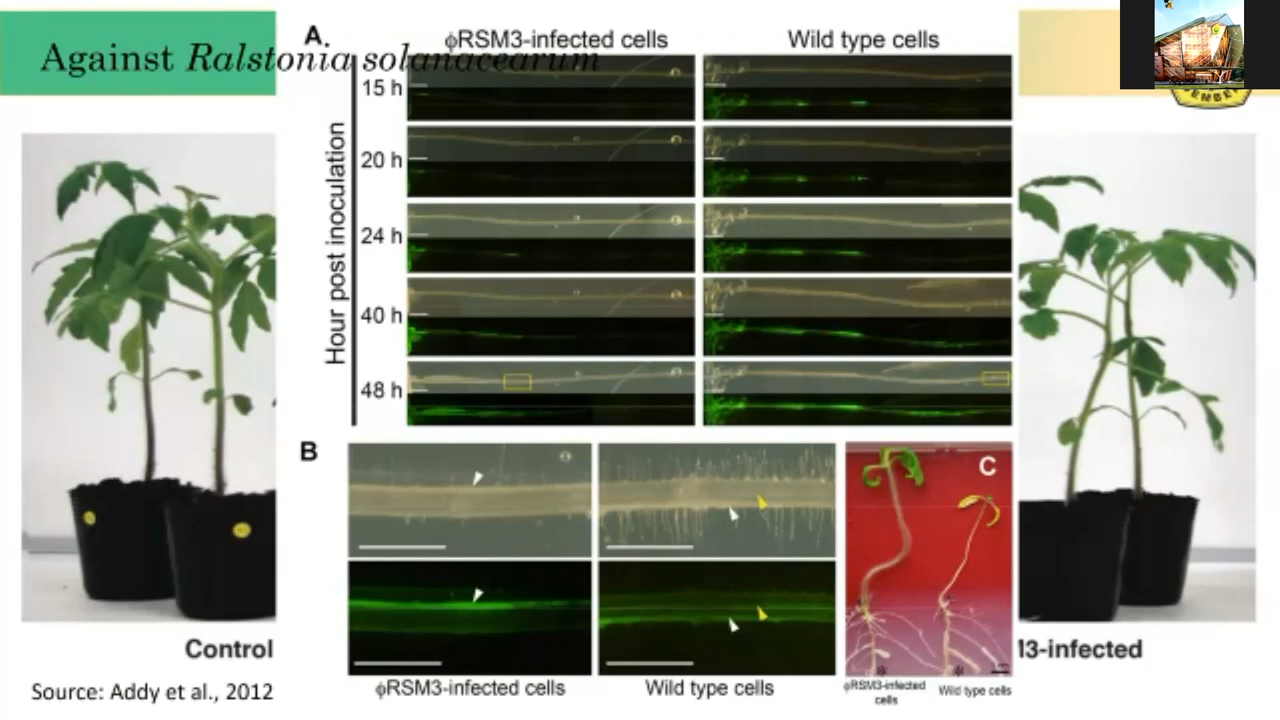 Against Ralstonia solanacearum
A.
ϕRSM3-infected cells
Wild type cells
Hour post inoculation
15 h
20 h
24 h
40 h
48 h
B
C
ϕRSM3-infected cells
Wild type cells
ϕRSM3-infected
cells
Wild type cells
Control
13-infected
Source: Addy et al., 2012